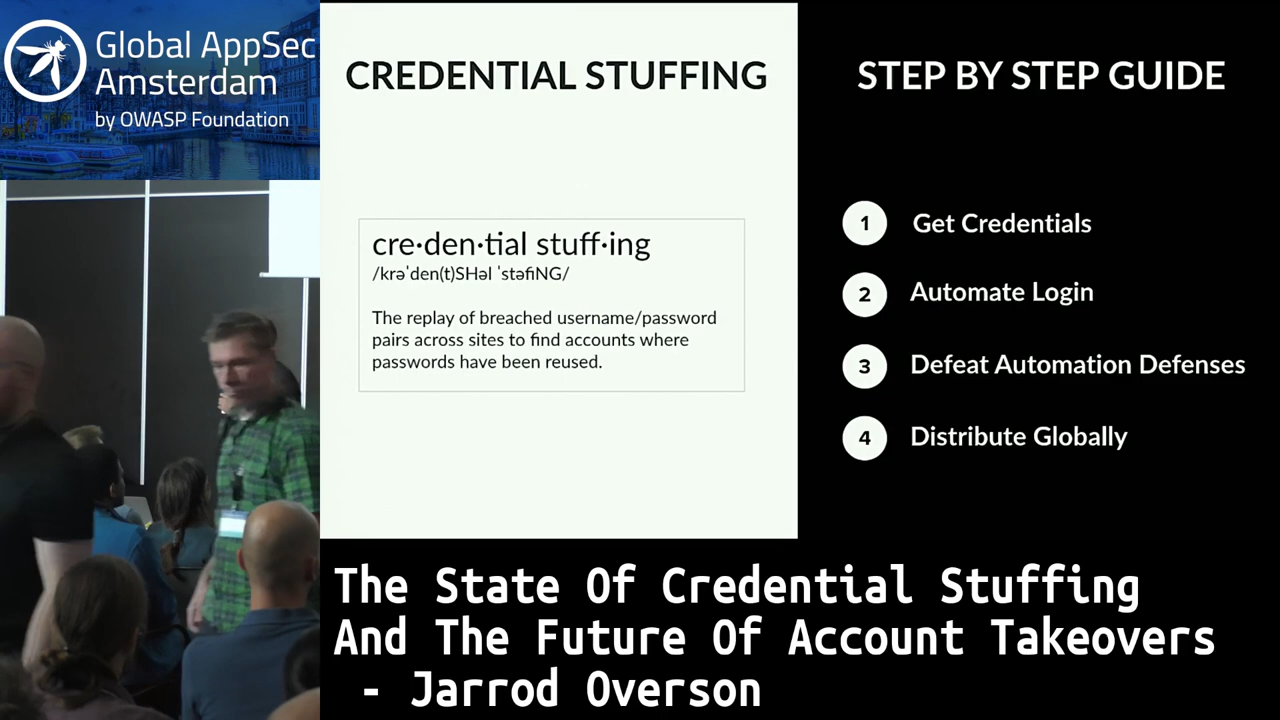 Global AppSec
Amsterdam
by OWASP Foundation
CREDENTIAL STUFFING
cre·den·tial stuff·ing
/krəˈden(t)SHəl ˈstəfiNG/
The replay of breached username/password
pairs across sites to find accounts where
passwords have been reused.
STEP BY STEP GUIDE
1 Get Credentials
2 Automate Login
3 Defeat Automation Defenses
4 Distribute Globally
The State Of Credential Stuffing
And The Future Of Account Takeovers
- Jarrod Overson